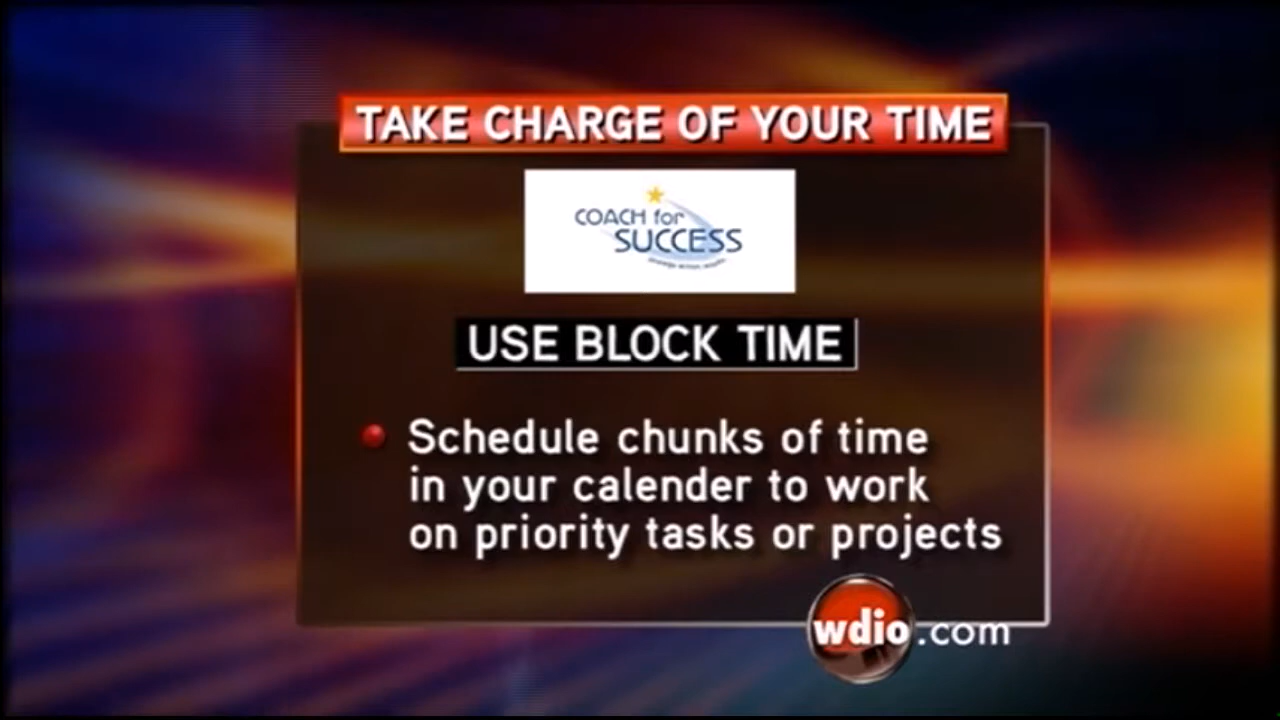 TAKE CHARGE OF YOUR TIME
COACH for
SUCCESS
USE BLOCK TIME
Schedule chunks of time
in your calender to work
on priority tasks or projects
wdio.com